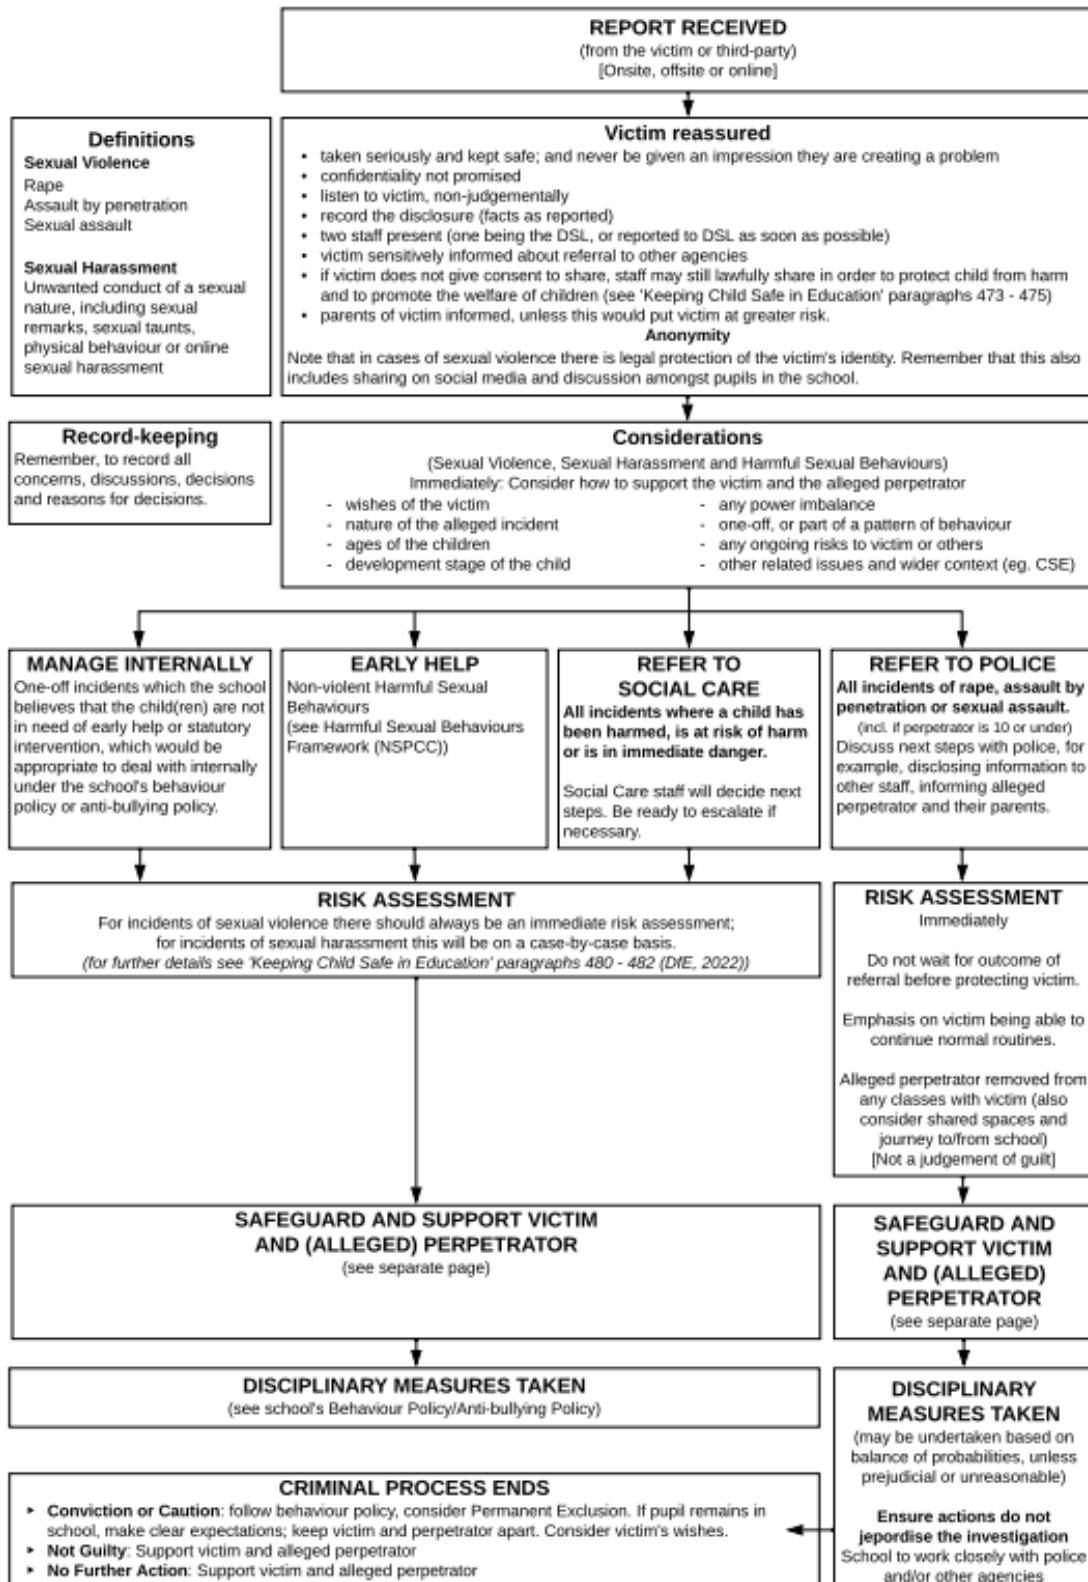 REPORT RECEIVED
(from the victim or third-party)
[Onsite, offsite or online]
Definitions
Sexual Violence
Rape
Assault by penetration
Sexual assault
Sexual Harassment
Unwanted conduct of a sexual
nature, including sexual
remarks, sexual taunts,
physical behaviour or online
sexual harassment
Victim reassured
• taken seriously and kept safe; and never be given an impression they are creating a problem
• confidentiality not promised
• listen to victim, non-judgementally
• record the disclosure (facts as reported)
• two staff present (one being the DSL, or reported to DSL as soon as possible)
• victim sensitively informed about referral to other agencies
• if victim does not give consent to share, staff may still lawfully share in order to protect child from harm
and to promote the welfare of children (see 'Keeping Child Safe in Education' paragraphs 473 - 475)
• parents of victim informed, unless this would put victim at greater risk.
Anonymity
Note that in cases of sexual violence there is legal protection of the victim's identity. Remember that this also
includes sharing on social media and discussion amongst pupils in the school.
Record-keeping
Remember, to record all
concerns, discussions, decisions
and reasons for decisions.
Considerations
(Sexual Violence, Sexual Harassment and Harmful Sexual Behaviours)
Immediately: Consider how to support the victim and the alleged perpetrator
- wishes of the victim
- nature of the alleged incident
- ages of the children
- development stage of the child
- any power imbalance
- one-off, or part of a pattern of behaviour
- any ongoing risks to victim or others
- other related issues and wider context (eg. CSE)
MANAGE INTERNALLY
One-off incidents which the school
believes that the child(ren) are not
in need of early help or statutory
intervention, which would be
appropriate to deal with internally
under the school's behaviour
policy or anti-bullying policy.
EARLY HELP
Non-violent Harmful Sexual
Behaviours
(see Harmful Sexual Behaviours
Framework (NSPCC))
REFER TO
SOCIAL CARE
All incidents where a child has
been harmed, is at risk of harm
or is in immediate danger.
Social Care staff will decide next
steps. Be ready to escalate if
necessary.
REFER TO POLICE
All incidents of rape, assault by
penetration or sexual assault.
(incl. if perpetrator is 10 or under)
Discuss next steps with police, for
example, disclosing information to
other staff, informing alleged
perpetrator and their parents.
RISK ASSESSMENT
For incidents of sexual violence there should always be an immediate risk assessment;
for incidents of sexual harassment this will be on a case-by-case basis.
(for further details see 'Keeping Child Safe in Education' paragraphs 480 - 482 (DfE, 2022))
RISK ASSESSMENT
Immediately
Do not wait for outcome of
referral before protecting victim.
Emphasis on victim being able to
continue normal routines.
Alleged perpetrator removed from
any classes with victim (also
consider shared spaces and
journey to/from school)
[Not a judgement of guilt]
SAFEGUARD AND SUPPORT VICTIM
AND (ALLEGED) PERPETRATOR
(see separate page)
SAFEGUARD AND
SUPPORT VICTIM
AND (ALLEGED)
PERPETRATOR
(see separate page)
DISCIPLINARY MEASURES TAKEN
(see school's Behaviour Policy/Anti-bullying Policy)
DISCIPLINARY
MEASURES TAKEN
(may be undertaken based on
balance of probabilities, unless
prejudicial or unreasonable)
Ensure actions do not
jepordise the investigation
School to work closely with police
and/or other agencies
CRIMINAL PROCESS ENDS
▸ Conviction or Caution: follow behaviour policy, consider Permanent Exclusion. If pupil remains in
school, make clear expectations; keep victim and perpetrator apart. Consider victim's wishes.
▸ Not Guilty: Support victim and alleged perpetrator
▸ No Further Action: Support victim and alleged perpetrator